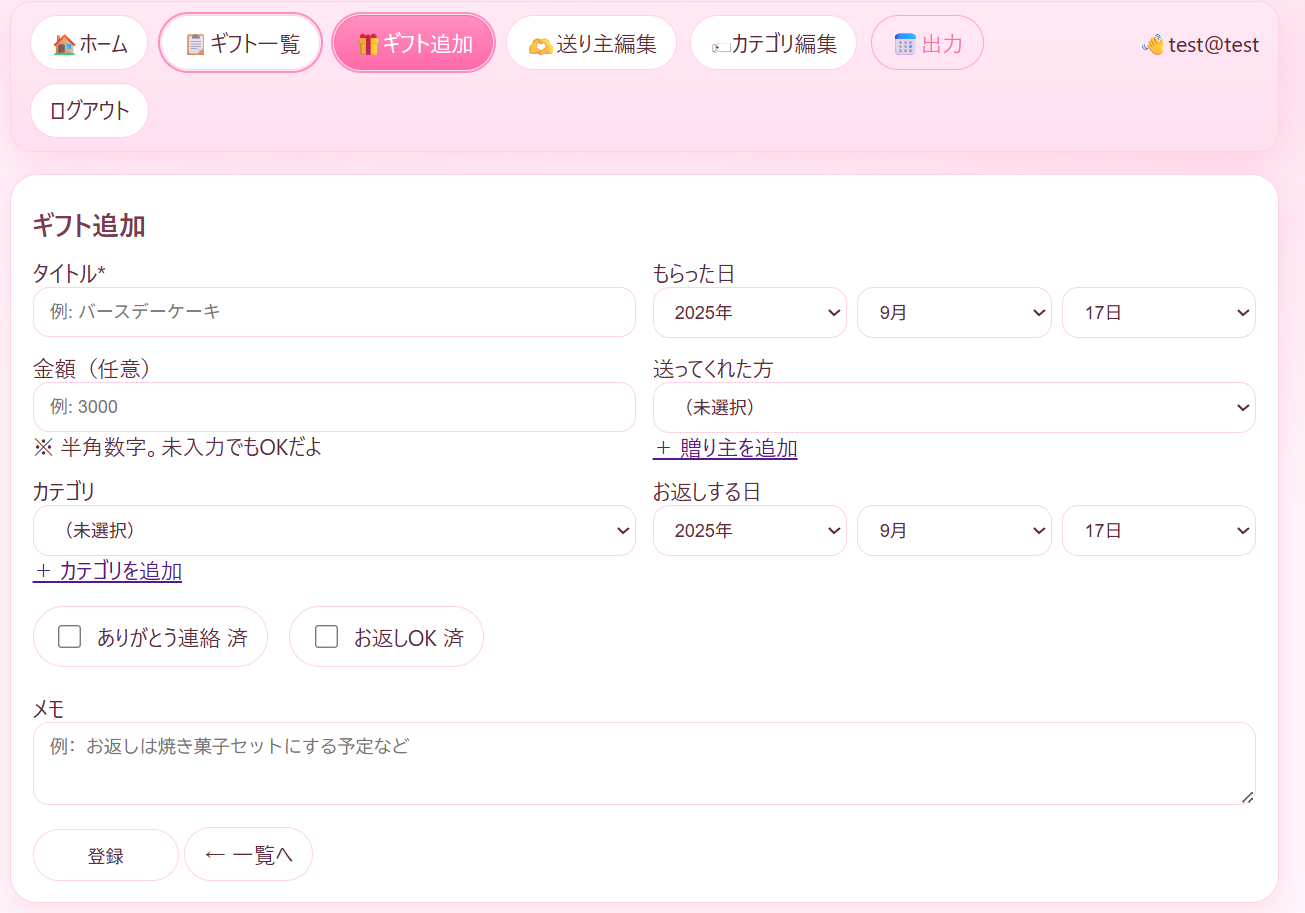 ホーム ギフト一覧 ギフト追加 送り主編集 カテゴリ編集 出力 test@test
ログアウト
ギフト追加
タイトル*
例: バースデーケーキ
もらった日
2025年 9月 17日
金額（任意）
例: 3000
※ 半角数字。未入力でもOKだよ
送ってくれた方
（未選択）
＋ 贈り主を追加
カテゴリ
（未選択）
＋ カテゴリを追加
お返しする日
2025年 9月 17日
ありがとう連絡 済 お返しOK 済
メモ
例: お返しは焼き菓子セットにする予定など
登録 ← 一覧へ